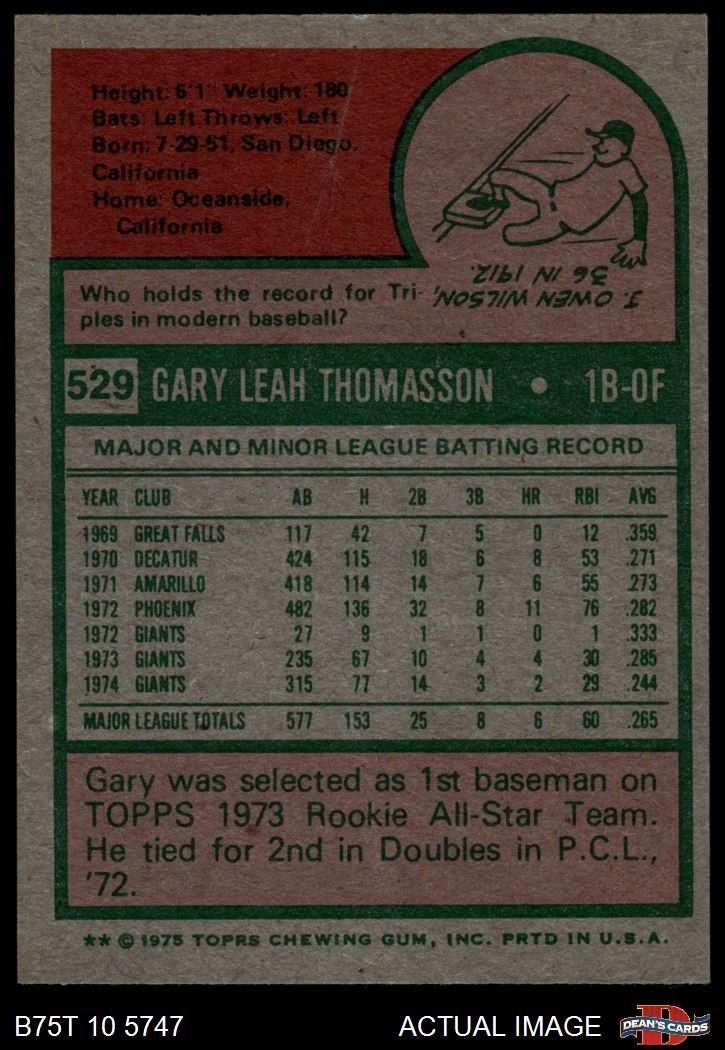 Height: 6'1" Weight: 180
Bats: Left Throws: Left
Born: 7-29-51, San Diego,
California
Home: Oceanside,
California
Who holds the record for Tri-
ples in modern baseball?
J. OWEN WILSON,
36 IN 1912.
529 GARY LEAH THOMASSON • 1B-OF
MAJOR AND MINOR LEAGUE BATTING RECORD
YEAR CLUB AB H 2B 3B HR RBI AVG
1969 GREAT FALLS 117 42 7 5 0 12 .359
1970 DECATUR 424 115 18 6 8 53 .271
1971 AMARILLO 418 114 14 7 6 55 .273
1972 PHOENIX 482 136 32 8 11 76 .282
1972 GIANTS 27 9 1 1 0 1 .333
1973 GIANTS 235 67 10 4 4 30 .285
1974 GIANTS 315 77 14 3 2 29 .244
MAJOR LEAGUE TOTALS 577 153 25 8 6 60 .265
Gary was selected as 1st baseman on
TOPPS 1973 Rookie All-Star Team.
He tied for 2nd in Doubles in P.C.L.,
'72.
** © 1975 TOPPS CHEWING GUM, INC. PRTD IN U.S.A.
B75T 10 5747 ACTUAL IMAGE DEAN'S CARDS